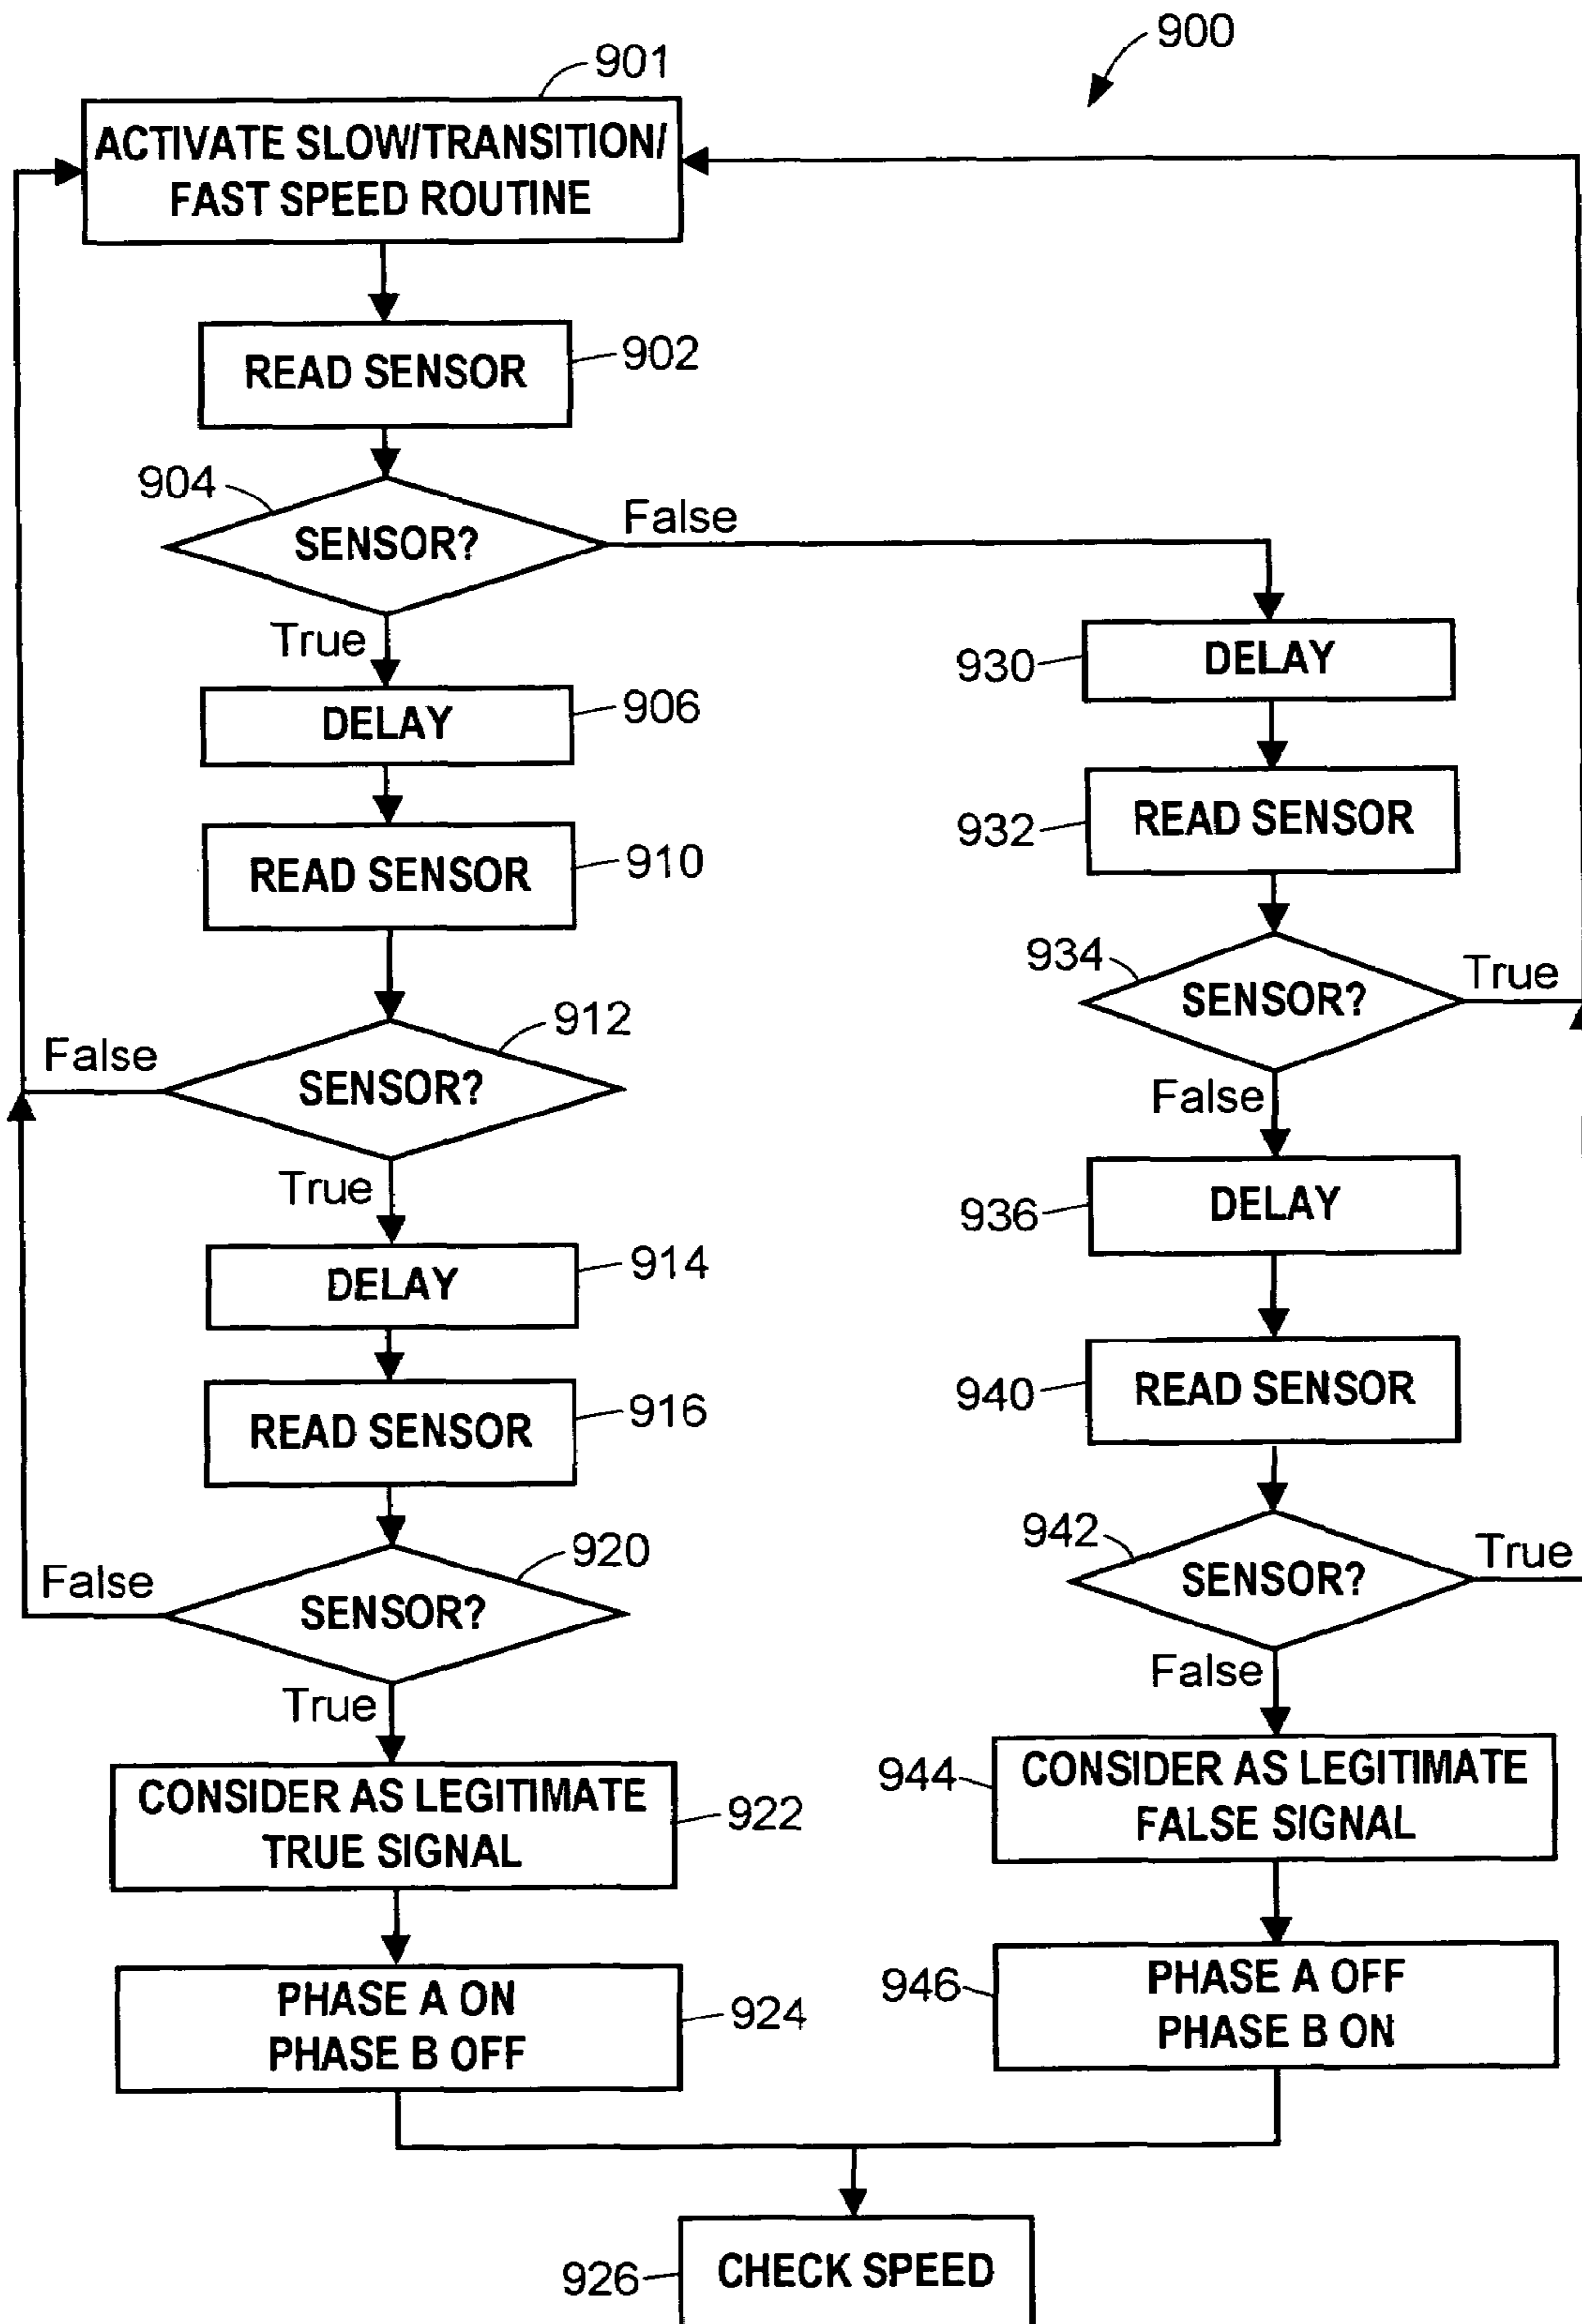 900
901
ACTIVATE SLOW/TRANSITION/
FAST SPEED ROUTINE
READ SENSOR
902
904
SENSOR?
False
True
DELAY
906
READ SENSOR
910
912
SENSOR?
False
True
DELAY
914
READ SENSOR
916
920
SENSOR?
False
True
CONSIDER AS LEGITIMATE
TRUE SIGNAL
922
PHASE A ON
PHASE B OFF
924
930
DELAY
932
READ SENSOR
934
SENSOR?
True
False
936
DELAY
940
READ SENSOR
942
SENSOR?
True
False
944
CONSIDER AS LEGITIMATE
FALSE SIGNAL
946
PHASE A OFF
PHASE B ON
926
CHECK SPEED